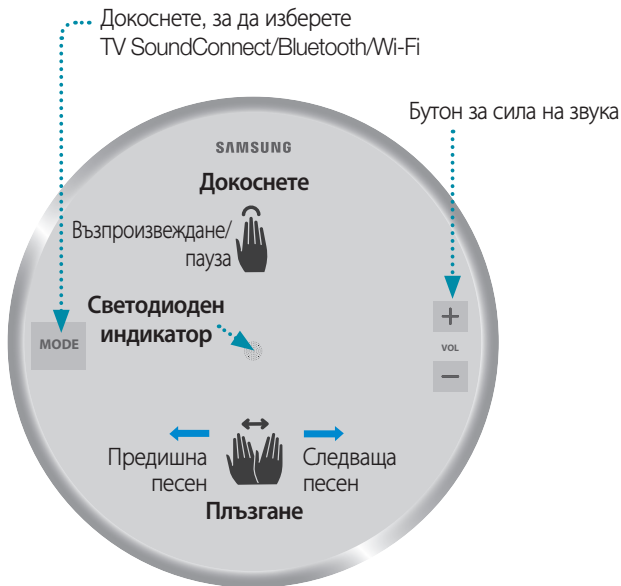 Докоснете, за да изберете
TV SoundConnect/Bluetooth/Wi-Fi
Бутон за сила на звука
SAMSUNG
Докоснете
Възпроизвеждане/
пауза
Светодиоден
индикатор
MODE
+
VOL
−
Предишна
песен
Следваща
песен
Плъзгане